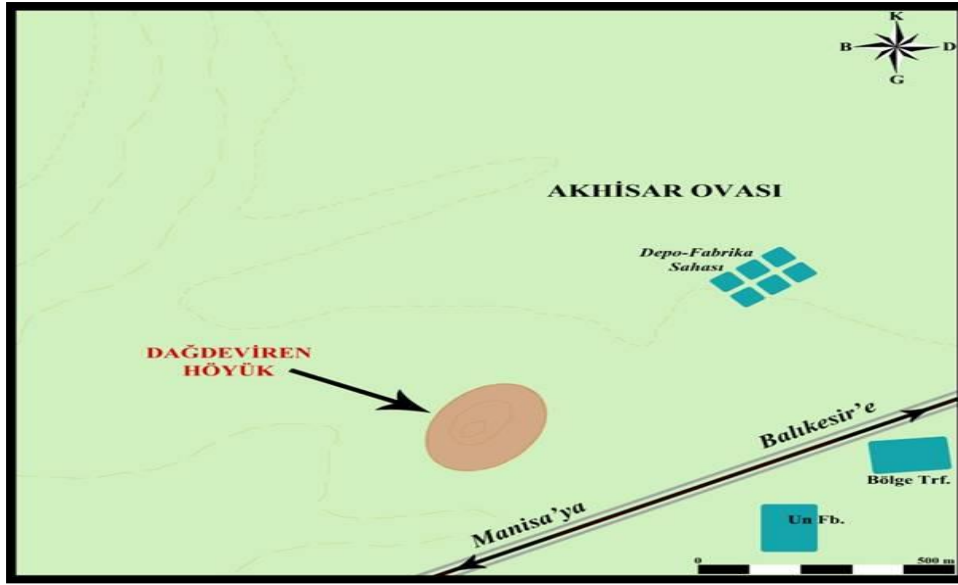 K
B
D
G
AKHİSAR OVASI
Depo-Fabrika
Sahası
DAĞDEVİREN
HÖYÜK
Balıkesir'e
Bölge Trf.
Manisa'ya
Un Fb.
0
500 m